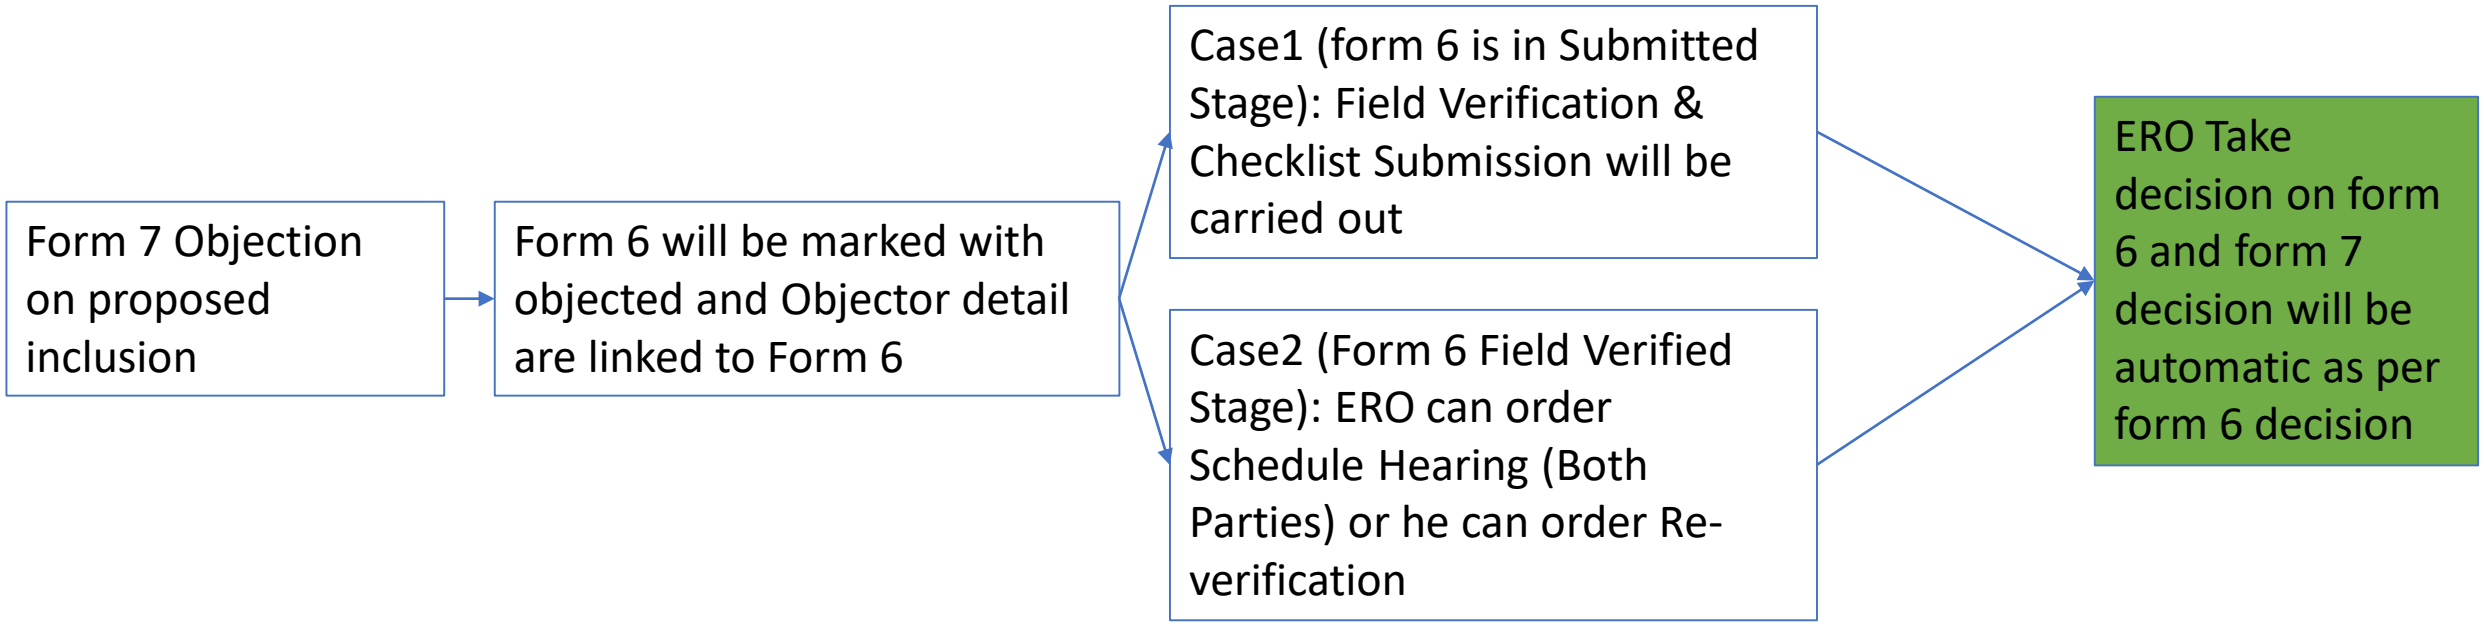 Form 7 Objection
on proposed
inclusion
Form 6 will be marked with
objected and Objector detail
are linked to Form 6
Case1 (form 6 is in Submitted
Stage): Field Verification &
Checklist Submission will be
carried out
Case2 (Form 6 Field Verified
Stage): ERO can order
Schedule Hearing (Both
Parties) or he can order Re-
verification
ERO Take
decision on form
6 and form 7
decision will be
automatic as per
form 6 decision